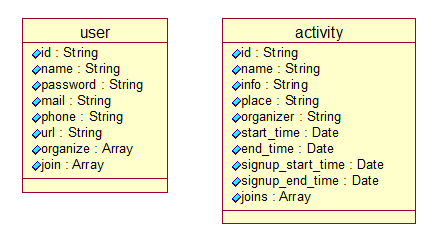 user
id : String
name : String
password : String
mail : String
phone : String
url : String
organize : Array
join : Array
activity
id : String
name : String
info : String
place : String
organizer : String
start_time : Date
end_time : Date
signup_start_time : Date
signup_end_time : Date
joins : Array